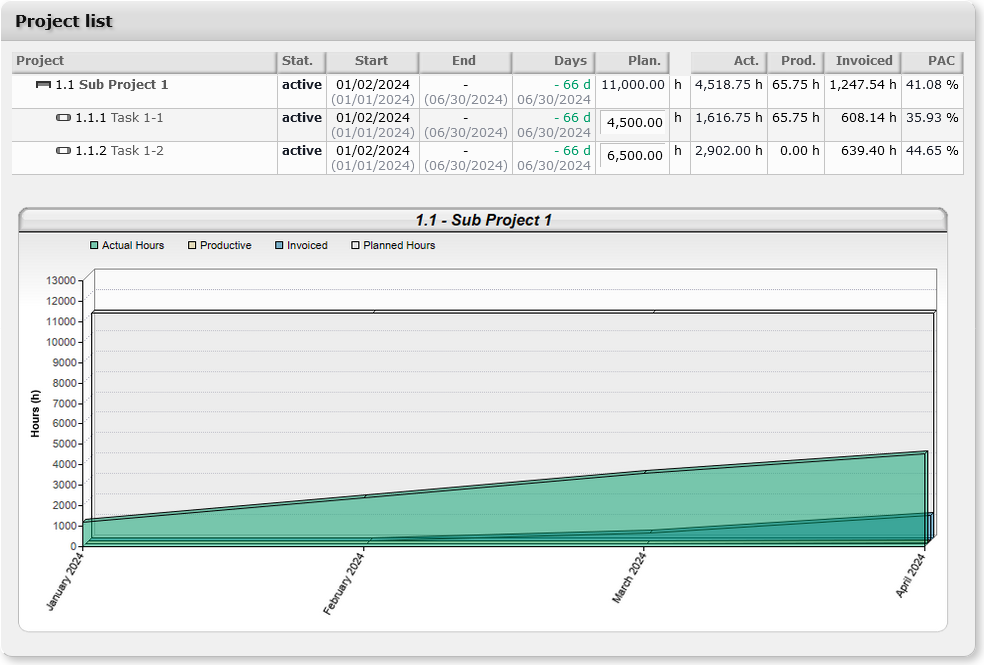 Project list
Project Stat. Start End Days Plan. Act. Prod. Invoiced PAC
1.1 Sub Project 1 active 01/02/2024 - - 66 d 11,000.00 h 4,518.75 h 65.75 h 1,247.54 h 41.08 %
(01/01/2024) (06/30/2024) 06/30/2024
1.1.1 Task 1-1 active 01/02/2024 - - 66 d 4,500.00 h 1,616.75 h 65.75 h 608.14 h 35.93 %
(01/01/2024) (06/30/2024) 06/30/2024
1.1.2 Task 1-2 active 01/02/2024 - - 66 d 6,500.00 h 2,902.00 h 0.00 h 639.40 h 44.65 %
(01/01/2024) (06/30/2024) 06/30/2024
1.1 - Sub Project 1
Actual Hours Productive Invoiced Planned Hours
13000
12000
11000
10000
9000
8000
7000
6000
5000
4000
3000
2000
1000
0
Hours (h)
January 2024 February 2024 March 2024 April 2024